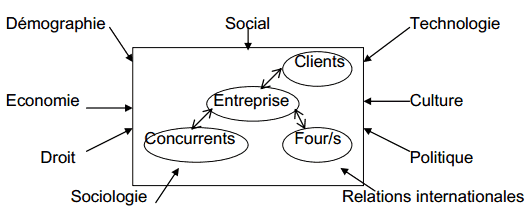 Démographie
Social
Technologie
Clients
Economie
Entreprise
Culture
Concurrents
Four/s
Droit
Politique
Sociologie
Relations internationales